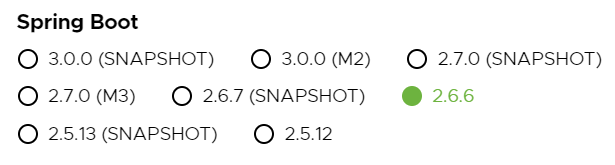 Spring Boot
3.0.0 (SNAPSHOT) 3.0.0 (M2) 2.7.0 (SNAPSHOT)
2.7.0 (M3) 2.6.7 (SNAPSHOT) 2.6.6
2.5.13 (SNAPSHOT) 2.5.12